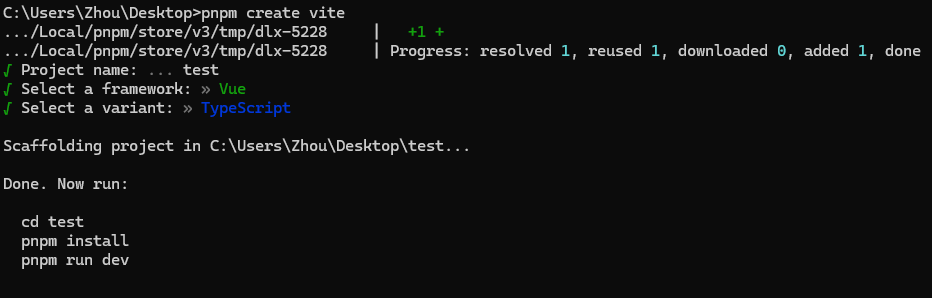 C:\Users\Zhou\Desktop>pnpm create vite
.../Local/pnpm/store/v3/tmp/dlx-5228     |   +1 +
.../Local/pnpm/store/v3/tmp/dlx-5228     | Progress: resolved 1, reused 1, downloaded 0, added 1, done
√ Project name: ... test
√ Select a framework: » Vue
√ Select a variant: » TypeScript
Scaffolding project in C:\Users\Zhou\Desktop\test...
Done. Now run:
cd test
pnpm install
pnpm run dev